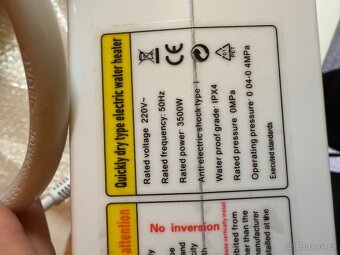 Quickly dry type electric water heater
Rated voltage 220V~
Rated frequency: 50Hz
Rated power: 3500W
Anti electric shock type I
Water proof grade: IPX4
Rated pressure 0MPa
Operating pressure: 0 04-0 4MPa
Executed standards
attention
No inversion